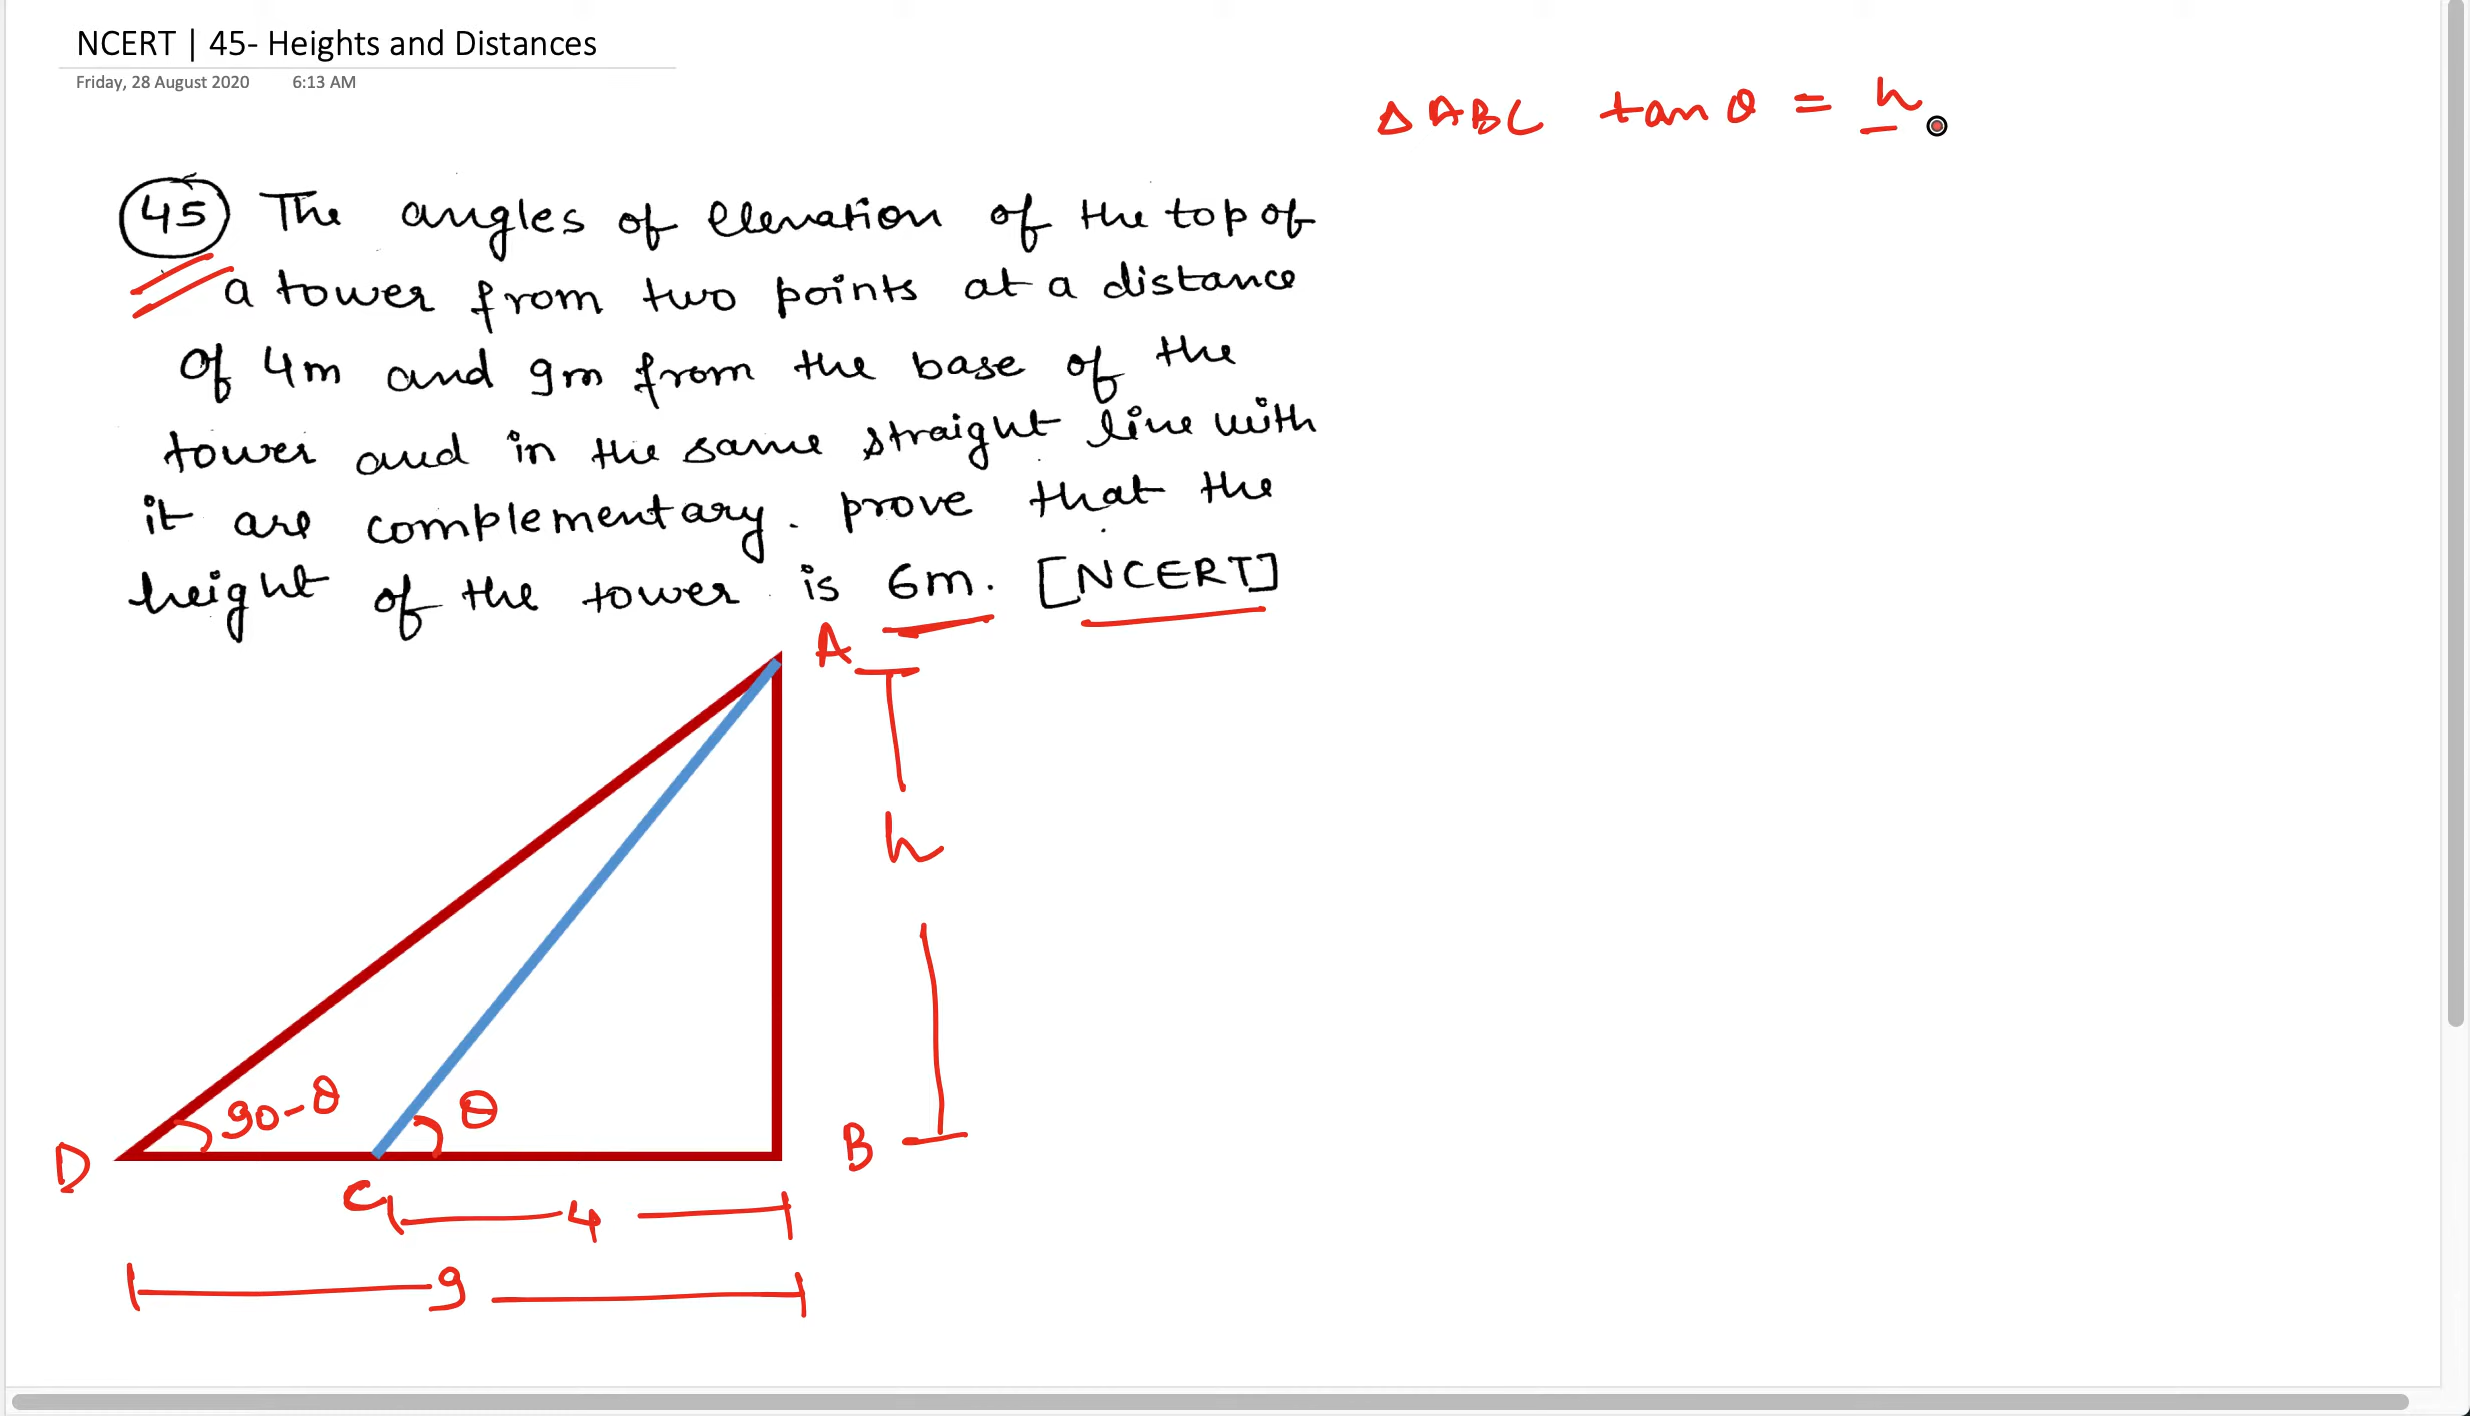 NCERT | 45- Heights and Distances
Friday, 28 August 2020 6:13 AM
Δ ABC tan θ = h
45 The angles of elevation of the top of
a tower from two points at a distance
of 4m and 9m from the base of the
tower and in the same straight line with
it are complementary. prove that the
height of the tower is 6m. [NCERT]
A
h
90-θ θ
D B
C 4
9